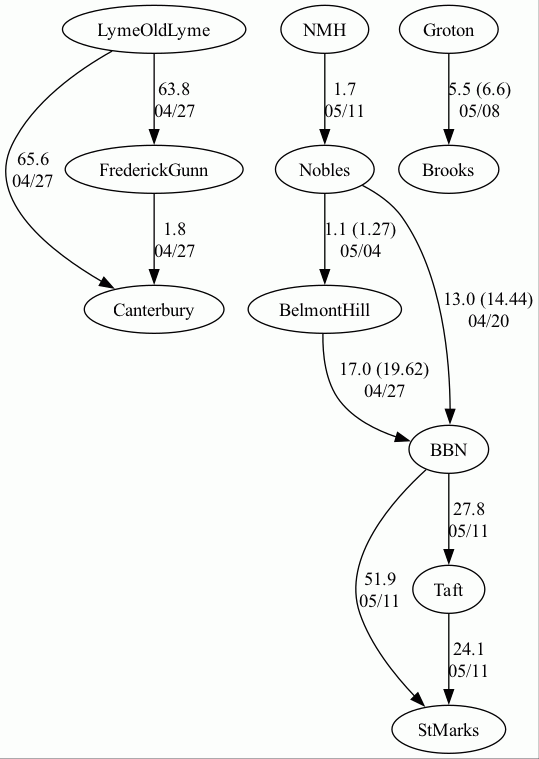 LymeOldLyme
NMH
Groton
63.8
04/27
1.7
05/11
5.5 (6.6)
05/08
65.6
04/27
FrederickGunn
Nobles
Brooks
1.8
04/27
1.1 (1.27)
05/04
Canterbury
BelmontHill
13.0 (14.44)
04/20
17.0 (19.62)
04/27
BBN
27.8
05/11
51.9
05/11
Taft
24.1
05/11
StMarks